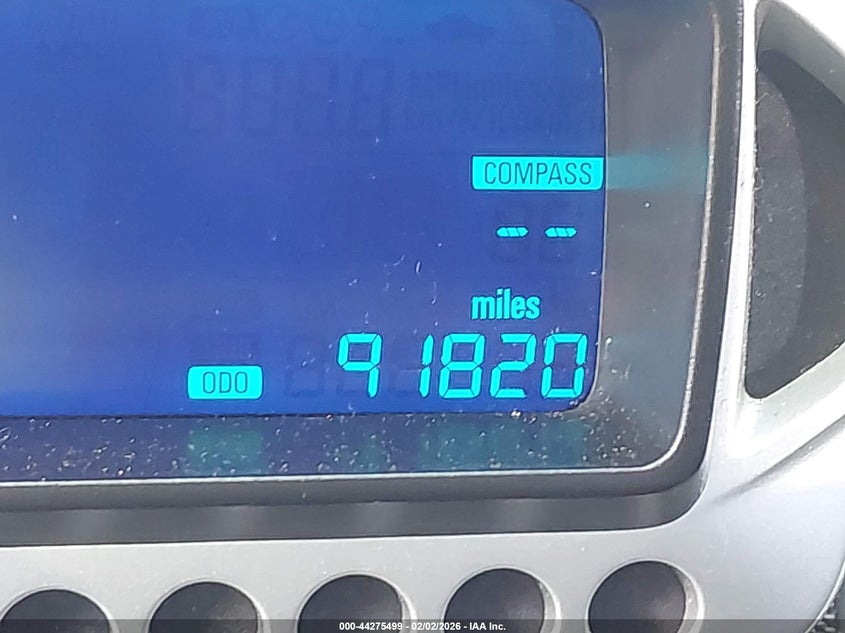 COMPASS
--
miles
ODO 91820
000-44275499 - 02/02/2026 - IAA Inc.